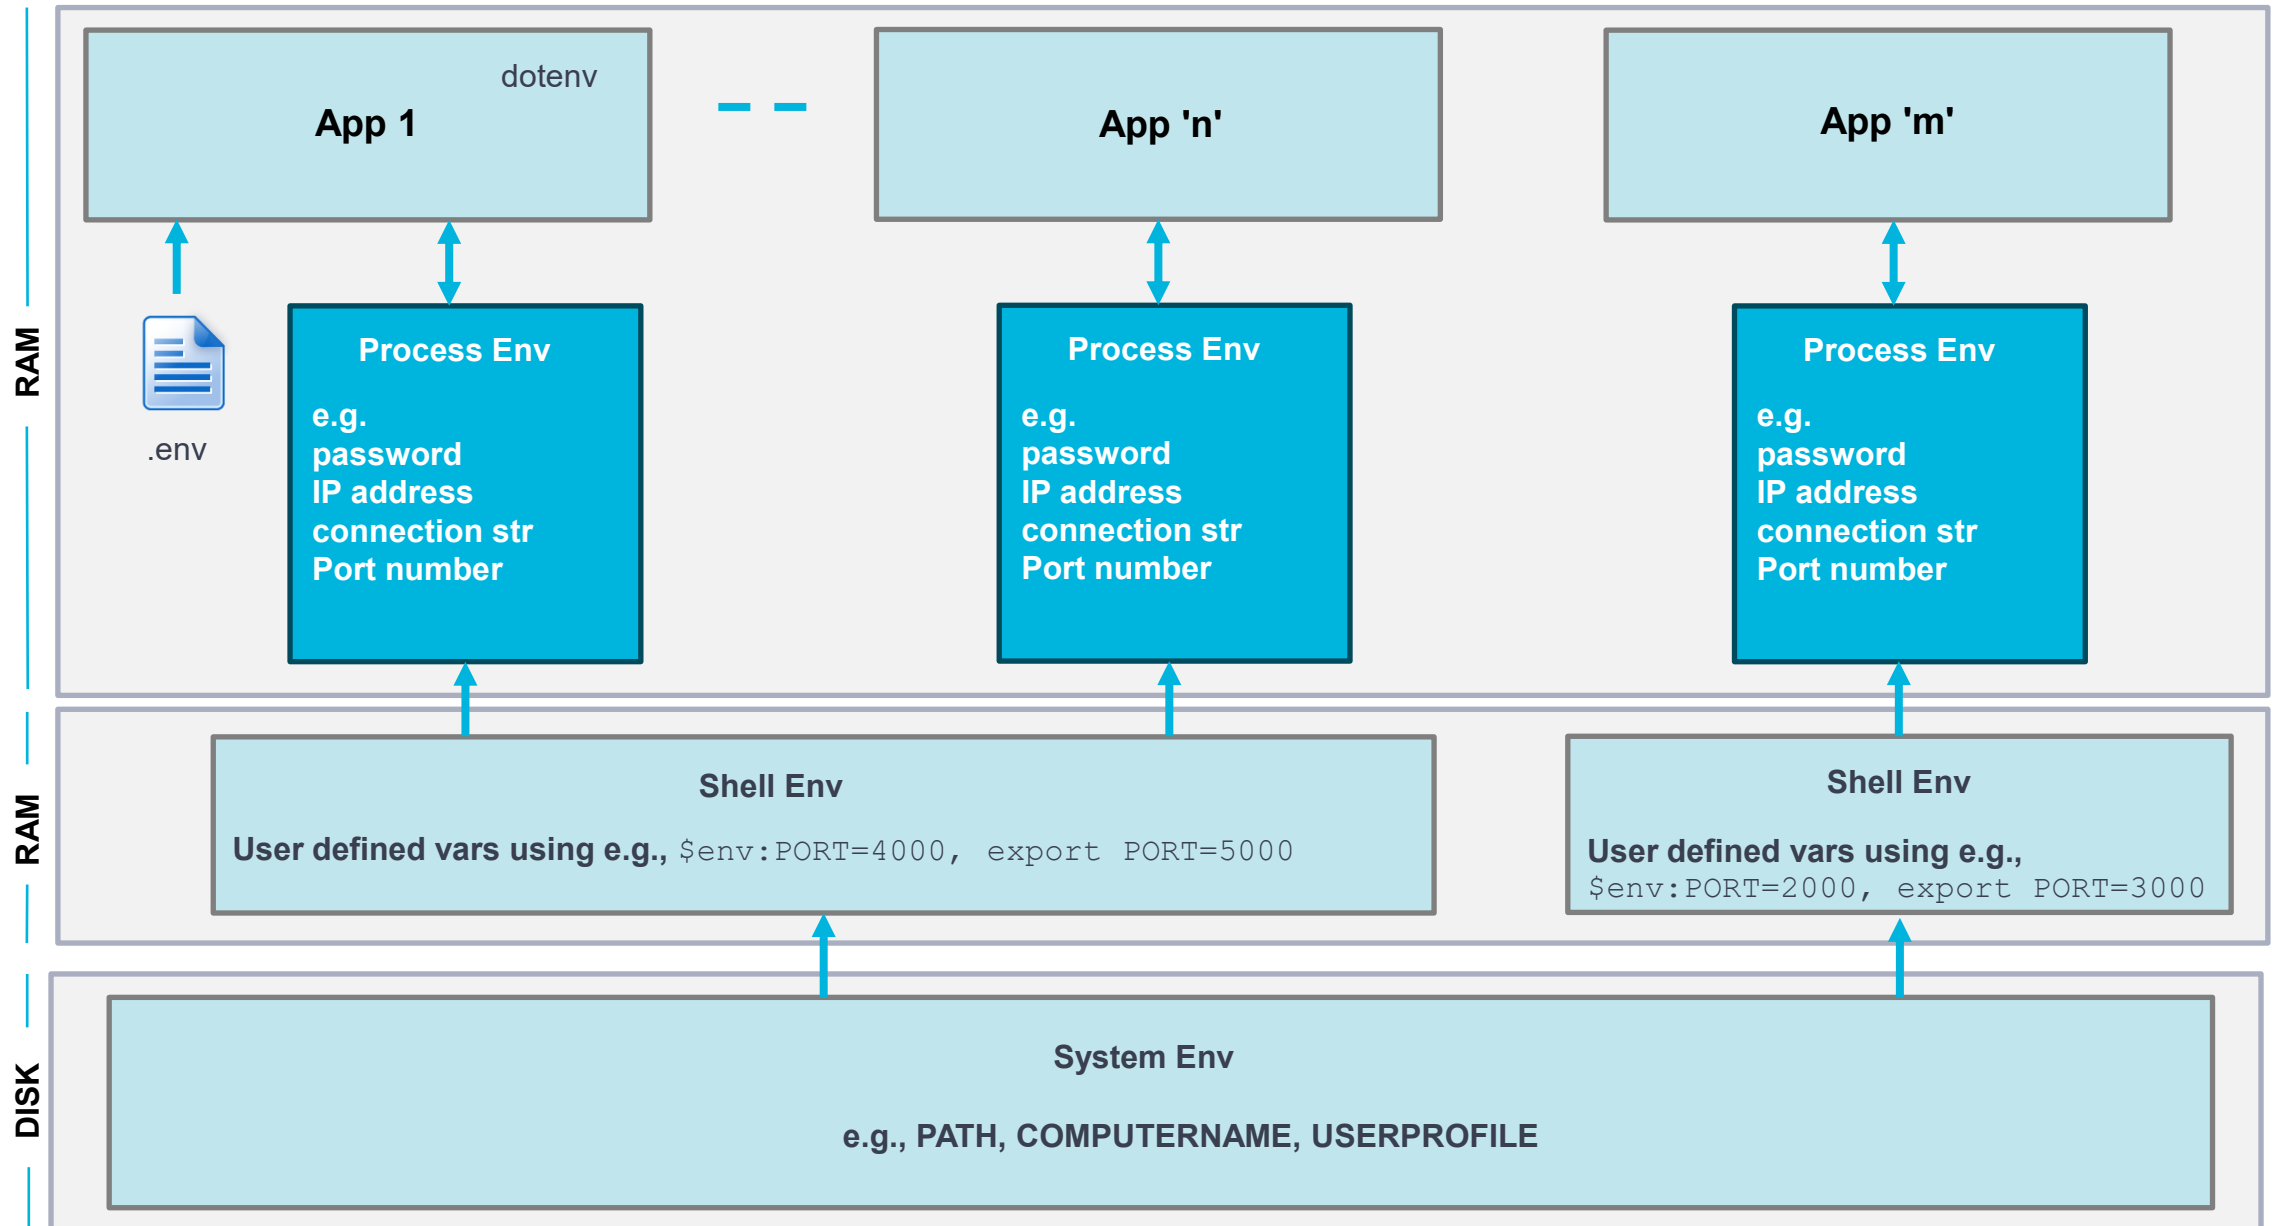 RAM
dotenv
App 1
App 'n'
App 'm'
.env
Process Env
e.g.
password
IP address
connection str
Port number
Process Env
e.g.
password
IP address
connection str
Port number
Process Env
e.g.
password
IP address
connection str
Port number
RAM
Shell Env
User defined vars using e.g., $env:PORT=4000, export PORT=5000
Shell Env
User defined vars using e.g.,
$env:PORT=2000, export PORT=3000
DISK
System Env
e.g., PATH, COMPUTERNAME, USERPROFILE